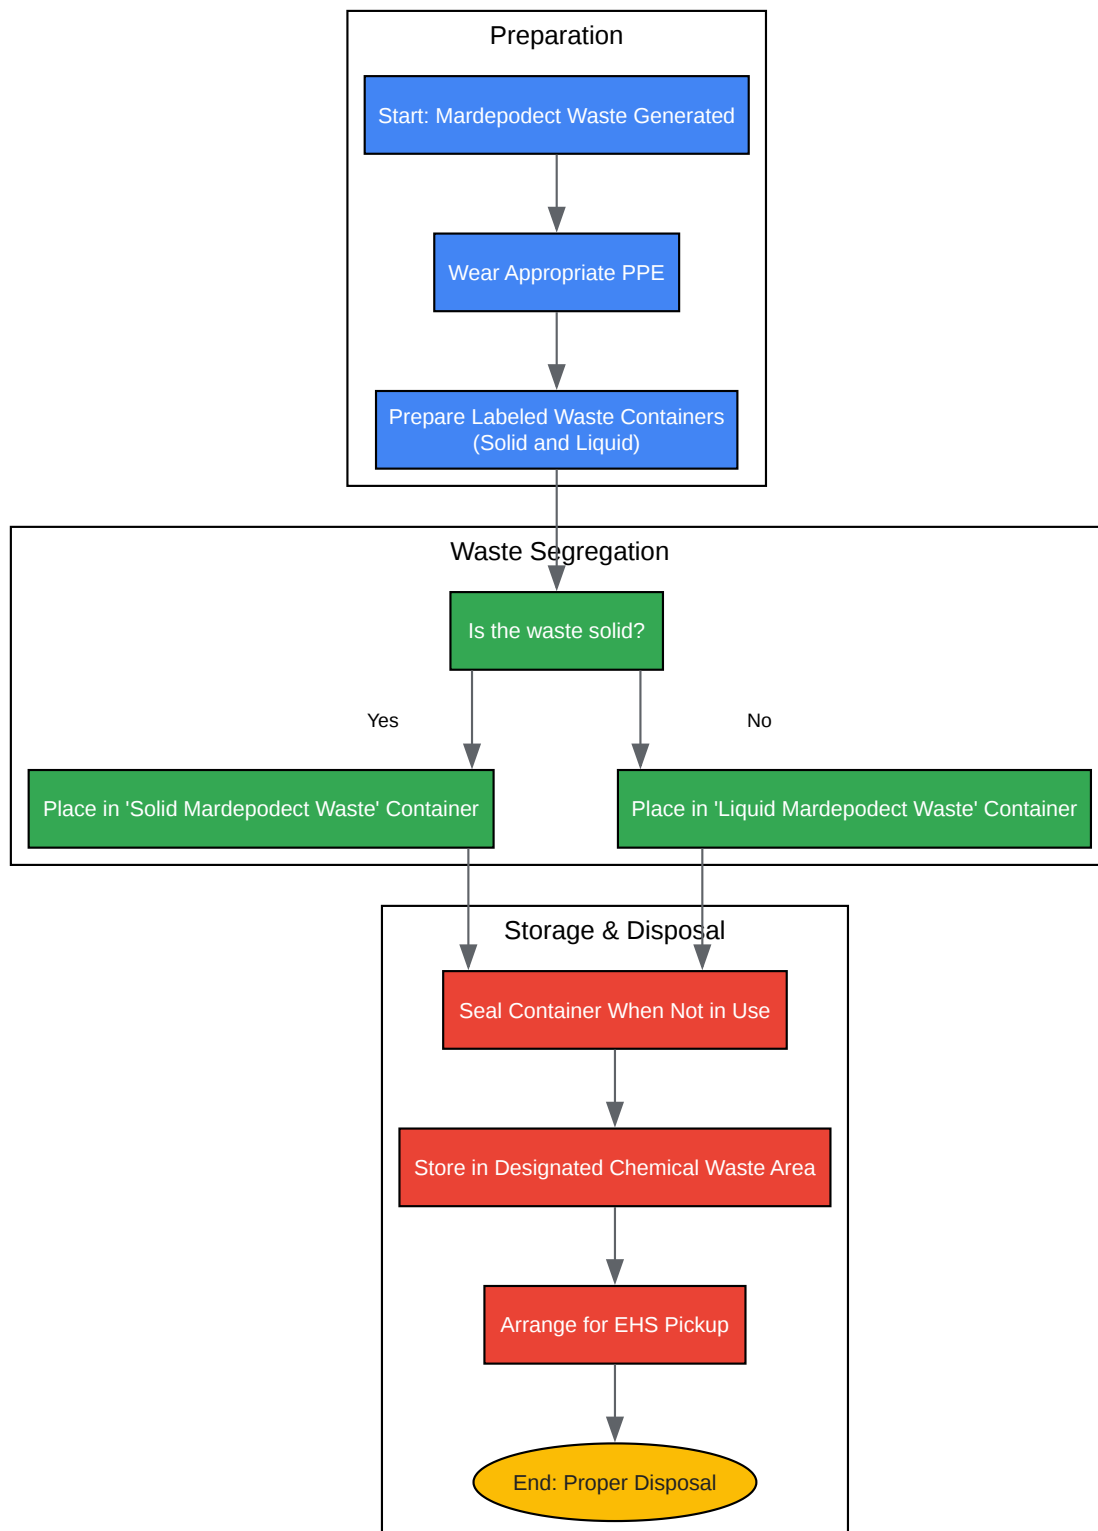 Preparation
Start: Mardepodect Waste Generated
Wear Appropriate PPE
Prepare Labeled Waste Containers
(Solid and Liquid)
Waste Segregation
Is the waste solid?
Yes
No
Place in 'Solid Mardepodect Waste' Container
Place in 'Liquid Mardepodect Waste' Container
Storage & Disposal
Seal Container When Not in Use
Store in Designated Chemical Waste Area
Arrange for EHS Pickup
End: Proper Disposal